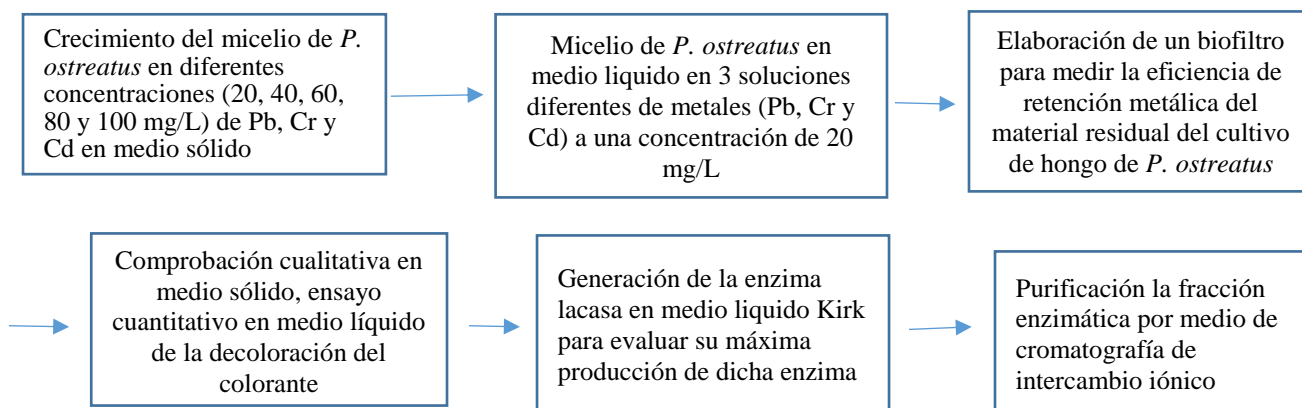 Crecimiento del micelio de P.
ostreatus en diferentes
concentraciones (20, 40, 60,
80 y 100 mg/L) de Pb, Cr y
Cd en medio sólido
Micelio de P. ostreatus en
medio liquido en 3 soluciones
diferentes de metales (Pb, Cr y
Cd) a una concentración de 20
mg/L
Elaboración de un biofiltro
para medir la eficiencia de
retención metálica del
material residual del cultivo
de hongo de P. ostreatus
Comprobación cualitativa en
medio sólido, ensayo
cuantitativo en medio líquido
de la decoloración del
colorante
Generación de la enzima
lacasa en medio liquido Kirk
para evaluar su máxima
producción de dicha enzima
Purificación la fracción
enzimática por medio de
cromatografía de
intercambio iónico